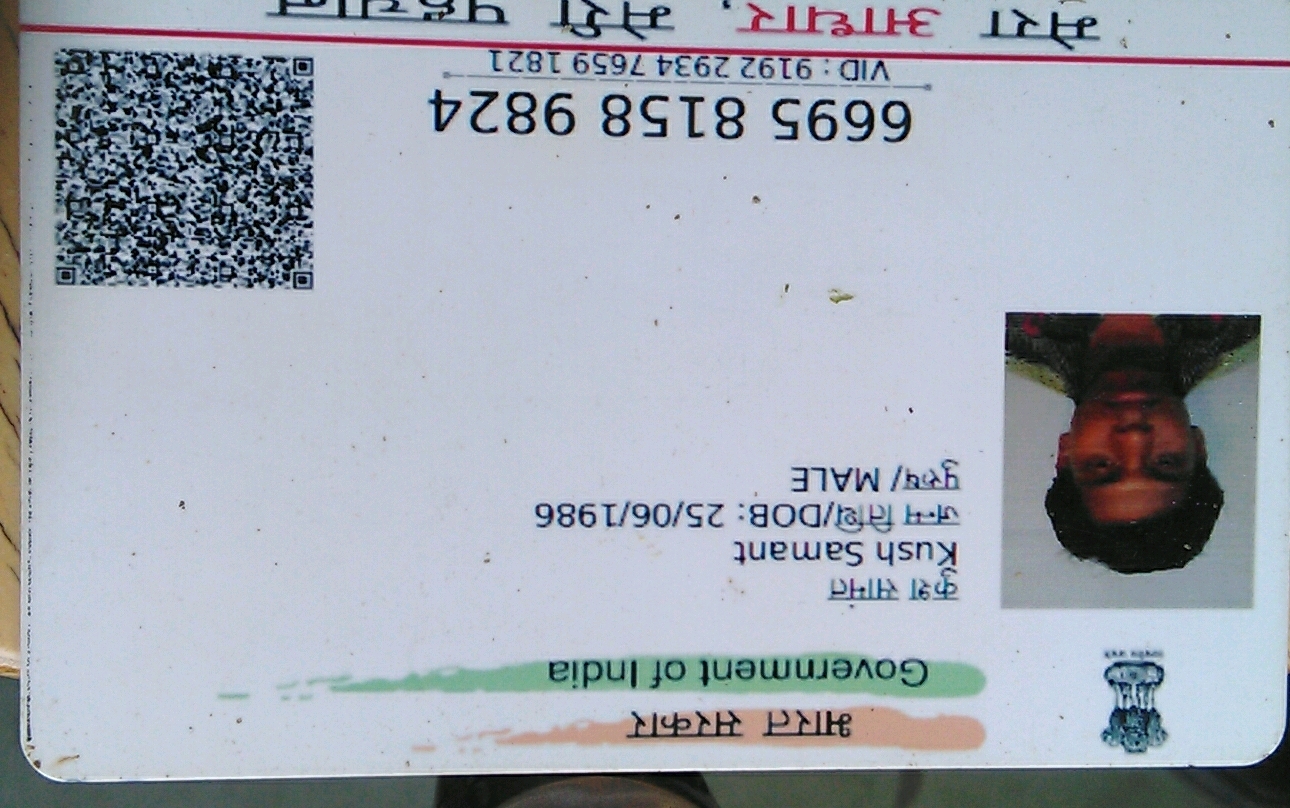 भारत सरकार
Government of India
कुश सामंत
Kush Samant
जन्म तिथि/DOB: 25/06/1986
पुरुष/ MALE
6695 8158 9824
VID : 9192 2934 7659 1821
मेरा आधार, मेरी पहचान